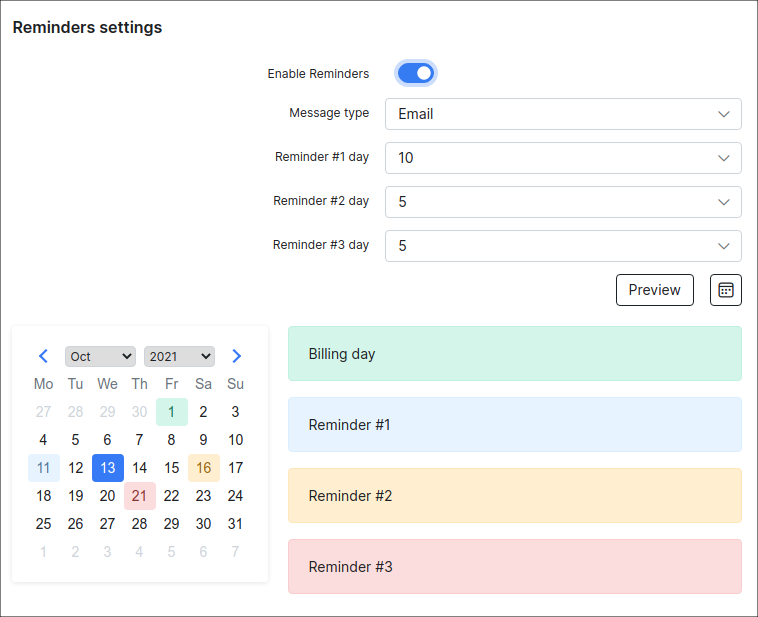 Reminders settings
Enable Reminders
Message type Email
Reminder #1 day 10
Reminder #2 day 5
Reminder #3 day 5
Preview
Oct 2021
Mo Tu We Th Fr Sa Su
27 28 29 30 1 2 3
4 5 6 7 8 9 10
11 12 13 14 15 16 17
18 19 20 21 22 23 24
25 26 27 28 29 30 31
1 2 3 4 5 6 7
Billing day
Reminder #1
Reminder #2
Reminder #3